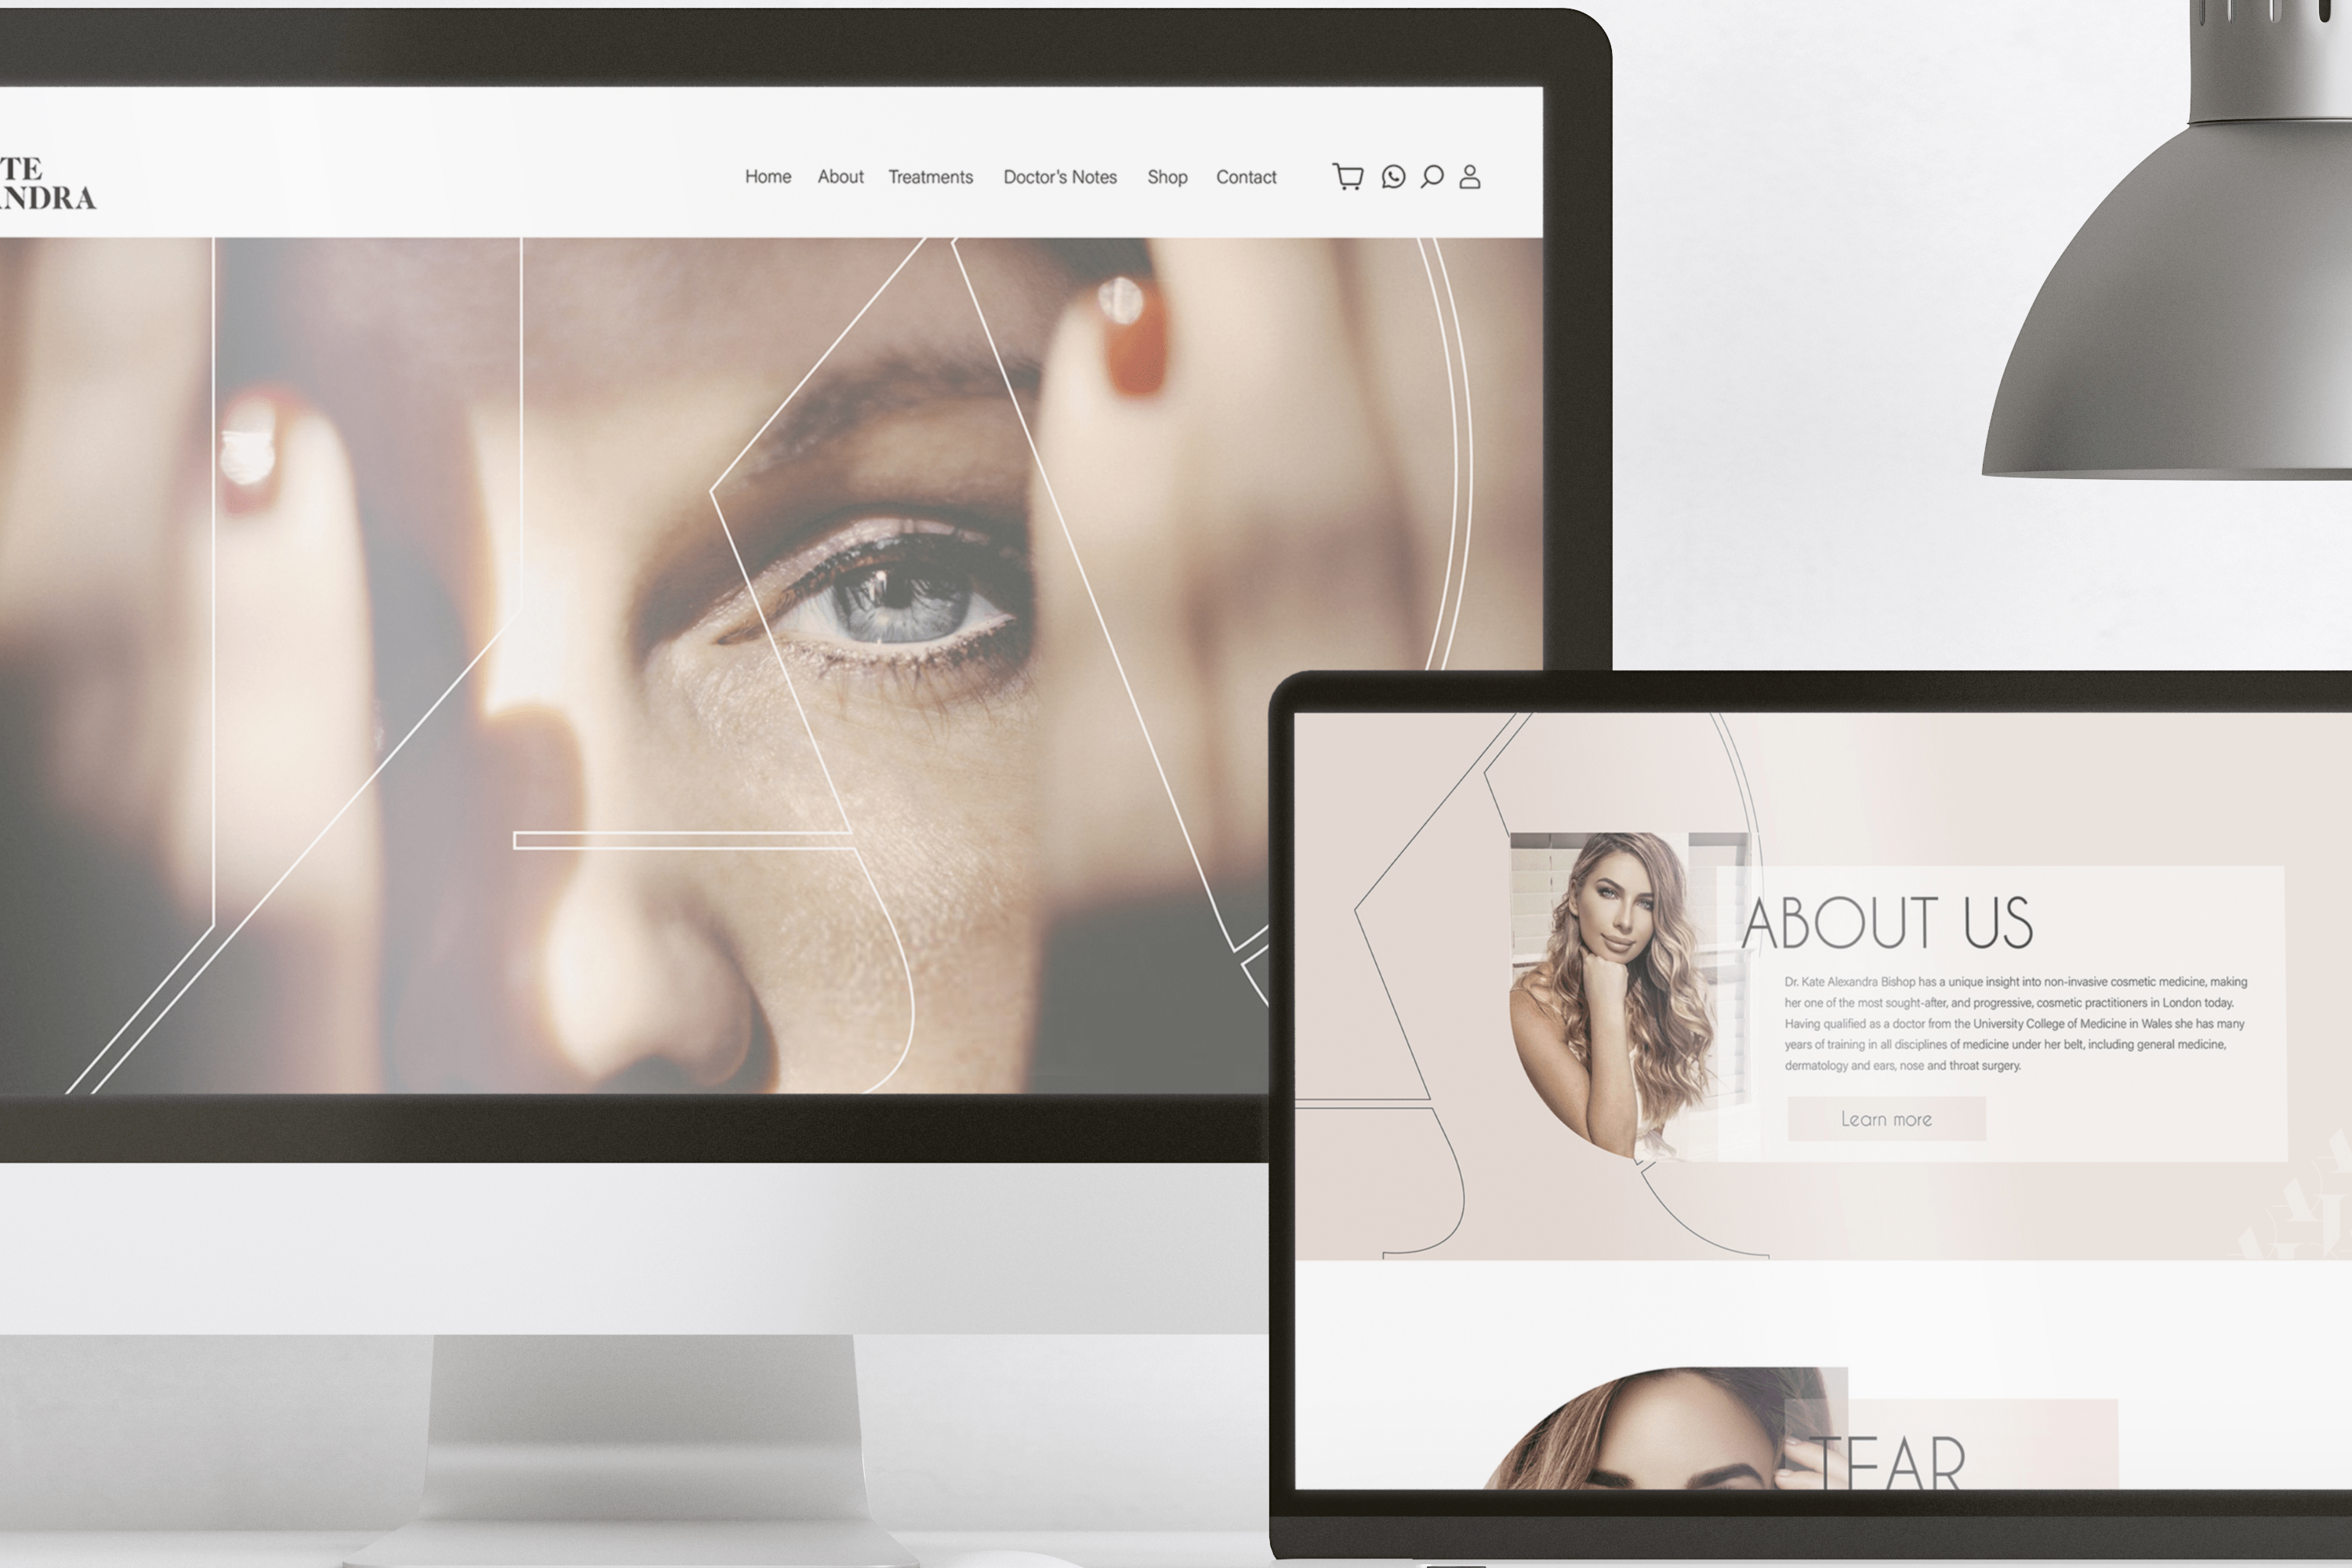 TE
ANDRA
Home About Treatments Doctor's Notes Shop Contact
ABOUT US
Dr. Kate Alexandra Bishop has a unique insight into non-invasive cosmetic medicine, making
her one of the most sought-after, and progressive, cosmetic practitioners in London today.
Having qualified as a doctor from the University College of Medicine in Wales she has many
years of training in all disciplines of medicine under her belt, including general medicine,
dermatology and ears, nose and throat surgery.
Learn more
TEAR